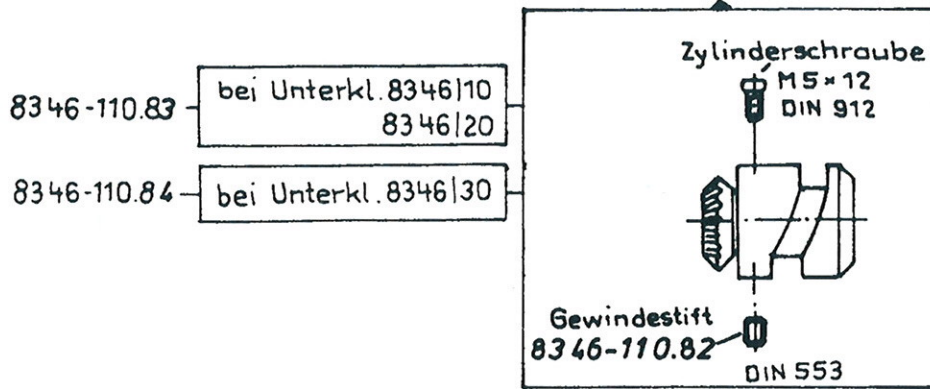 8346-110.83
bei Unterkl. 8346|10
8346|20
8346-110.84
bei Unterkl. 8346|30
Zylinderschraube
M5×12
DIN 912
Gewindestift
8346-110.82
DIN 553